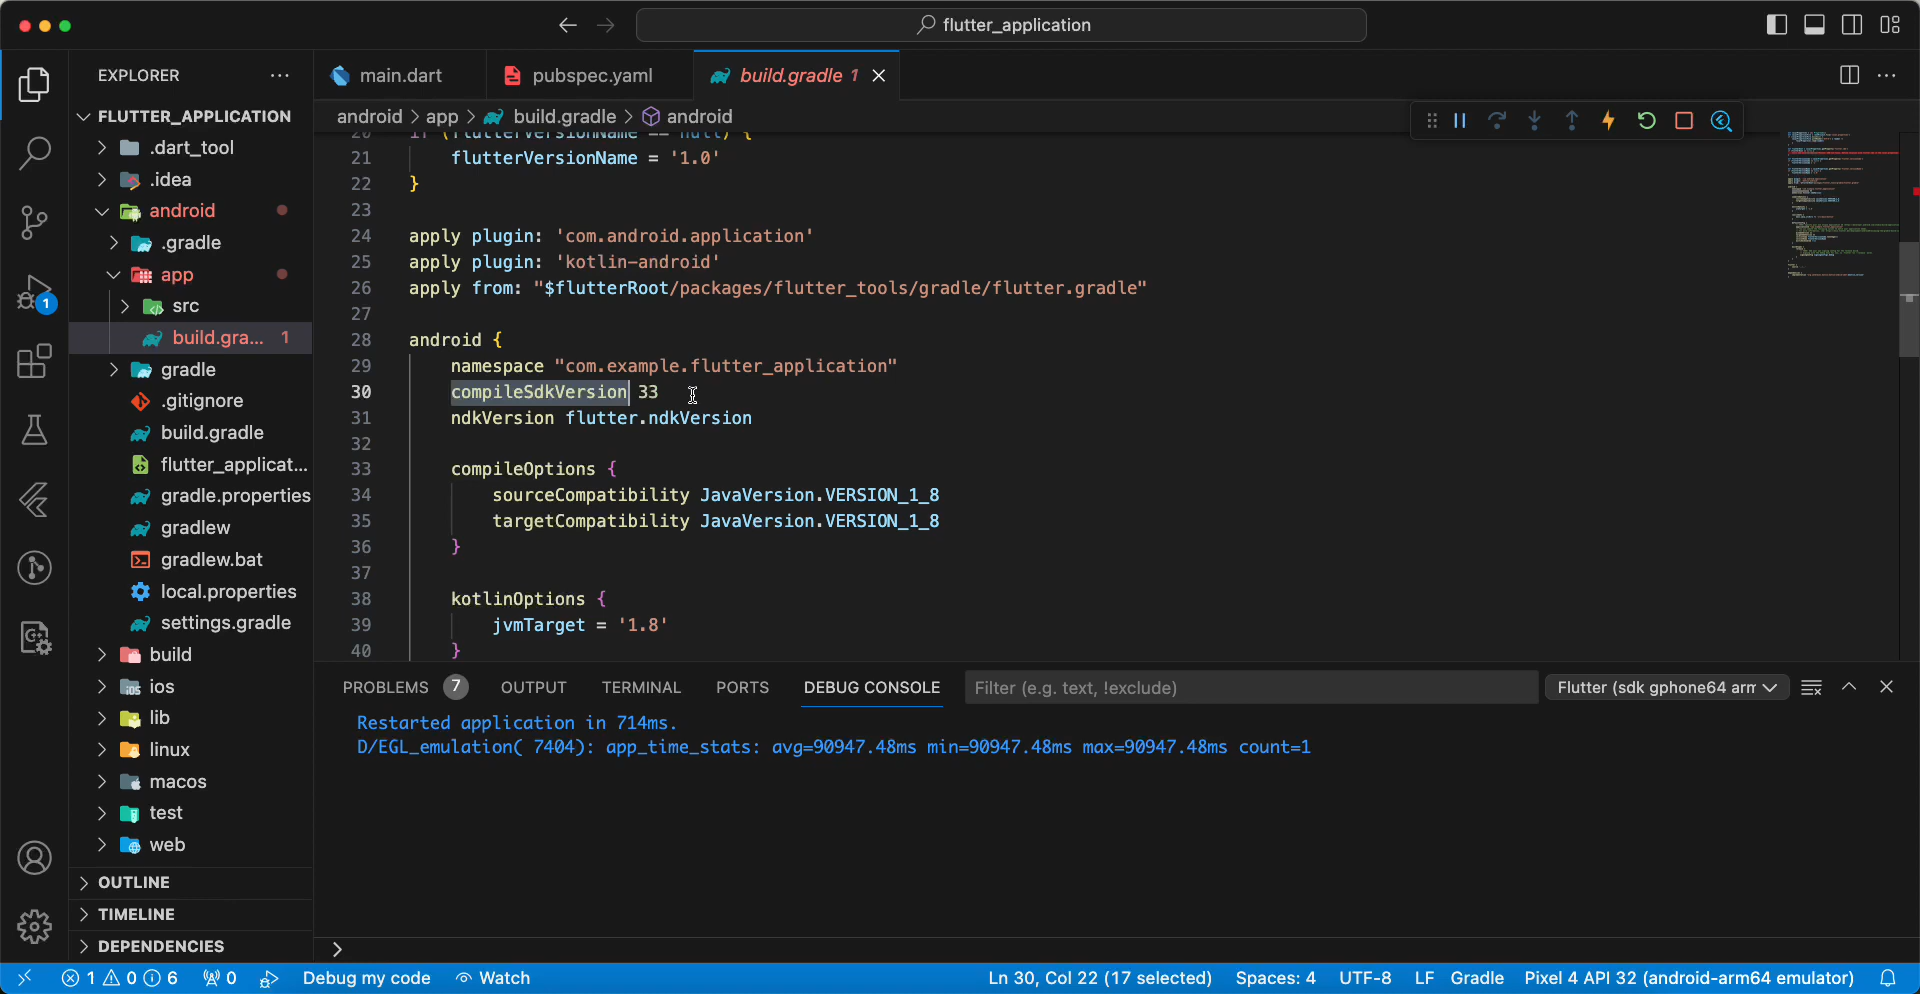 flutter_application
EXPLORER
main.dart
pubspec.yaml
build.gradle 1
android > app > build.gradle > android
FLUTTER_APPLICATION
.dart_tool
.idea
android
.gradle
app
src
build.gra... 1
gradle
.gitignore
build.gradle
flutter_applicat...
gradle.properties
gradlew
gradlew.bat
local.properties
settings.gradle
build
ios
lib
linux
macos
test
web
OUTLINE
TIMELINE
DEPENDENCIES
1
20 if (flutterVersionName == null) {
21 flutterVersionName = '1.0'
22 }
23
24 apply plugin: 'com.android.application'
25 apply plugin: 'kotlin-android'
26 apply from: "$flutterRoot/packages/flutter_tools/gradle/flutter.gradle"
27
28 android {
29 namespace "com.example.flutter_application"
30 compileSdkVersion 33
31 ndkVersion flutter.ndkVersion
32
33 compileOptions {
34 sourceCompatibility JavaVersion.VERSION_1_8
35 targetCompatibility JavaVersion.VERSION_1_8
36 }
37
38 kotlinOptions {
39 jvmTarget = '1.8'
40 }
PROBLEMS 7 OUTPUT TERMINAL PORTS DEBUG CONSOLE Filter (e.g. text, !exclude) Flutter (sdk gphone64 arm
Restarted application in 714ms.
D/EGL_emulation( 7404): app_time_stats: avg=90947.48ms min=90947.48ms max=90947.48ms count=1
1 0 6 0 Debug my code Watch Ln 30, Col 22 (17 selected) Spaces: 4 UTF-8 LF Gradle Pixel 4 API 32 (android-arm64 emulator)